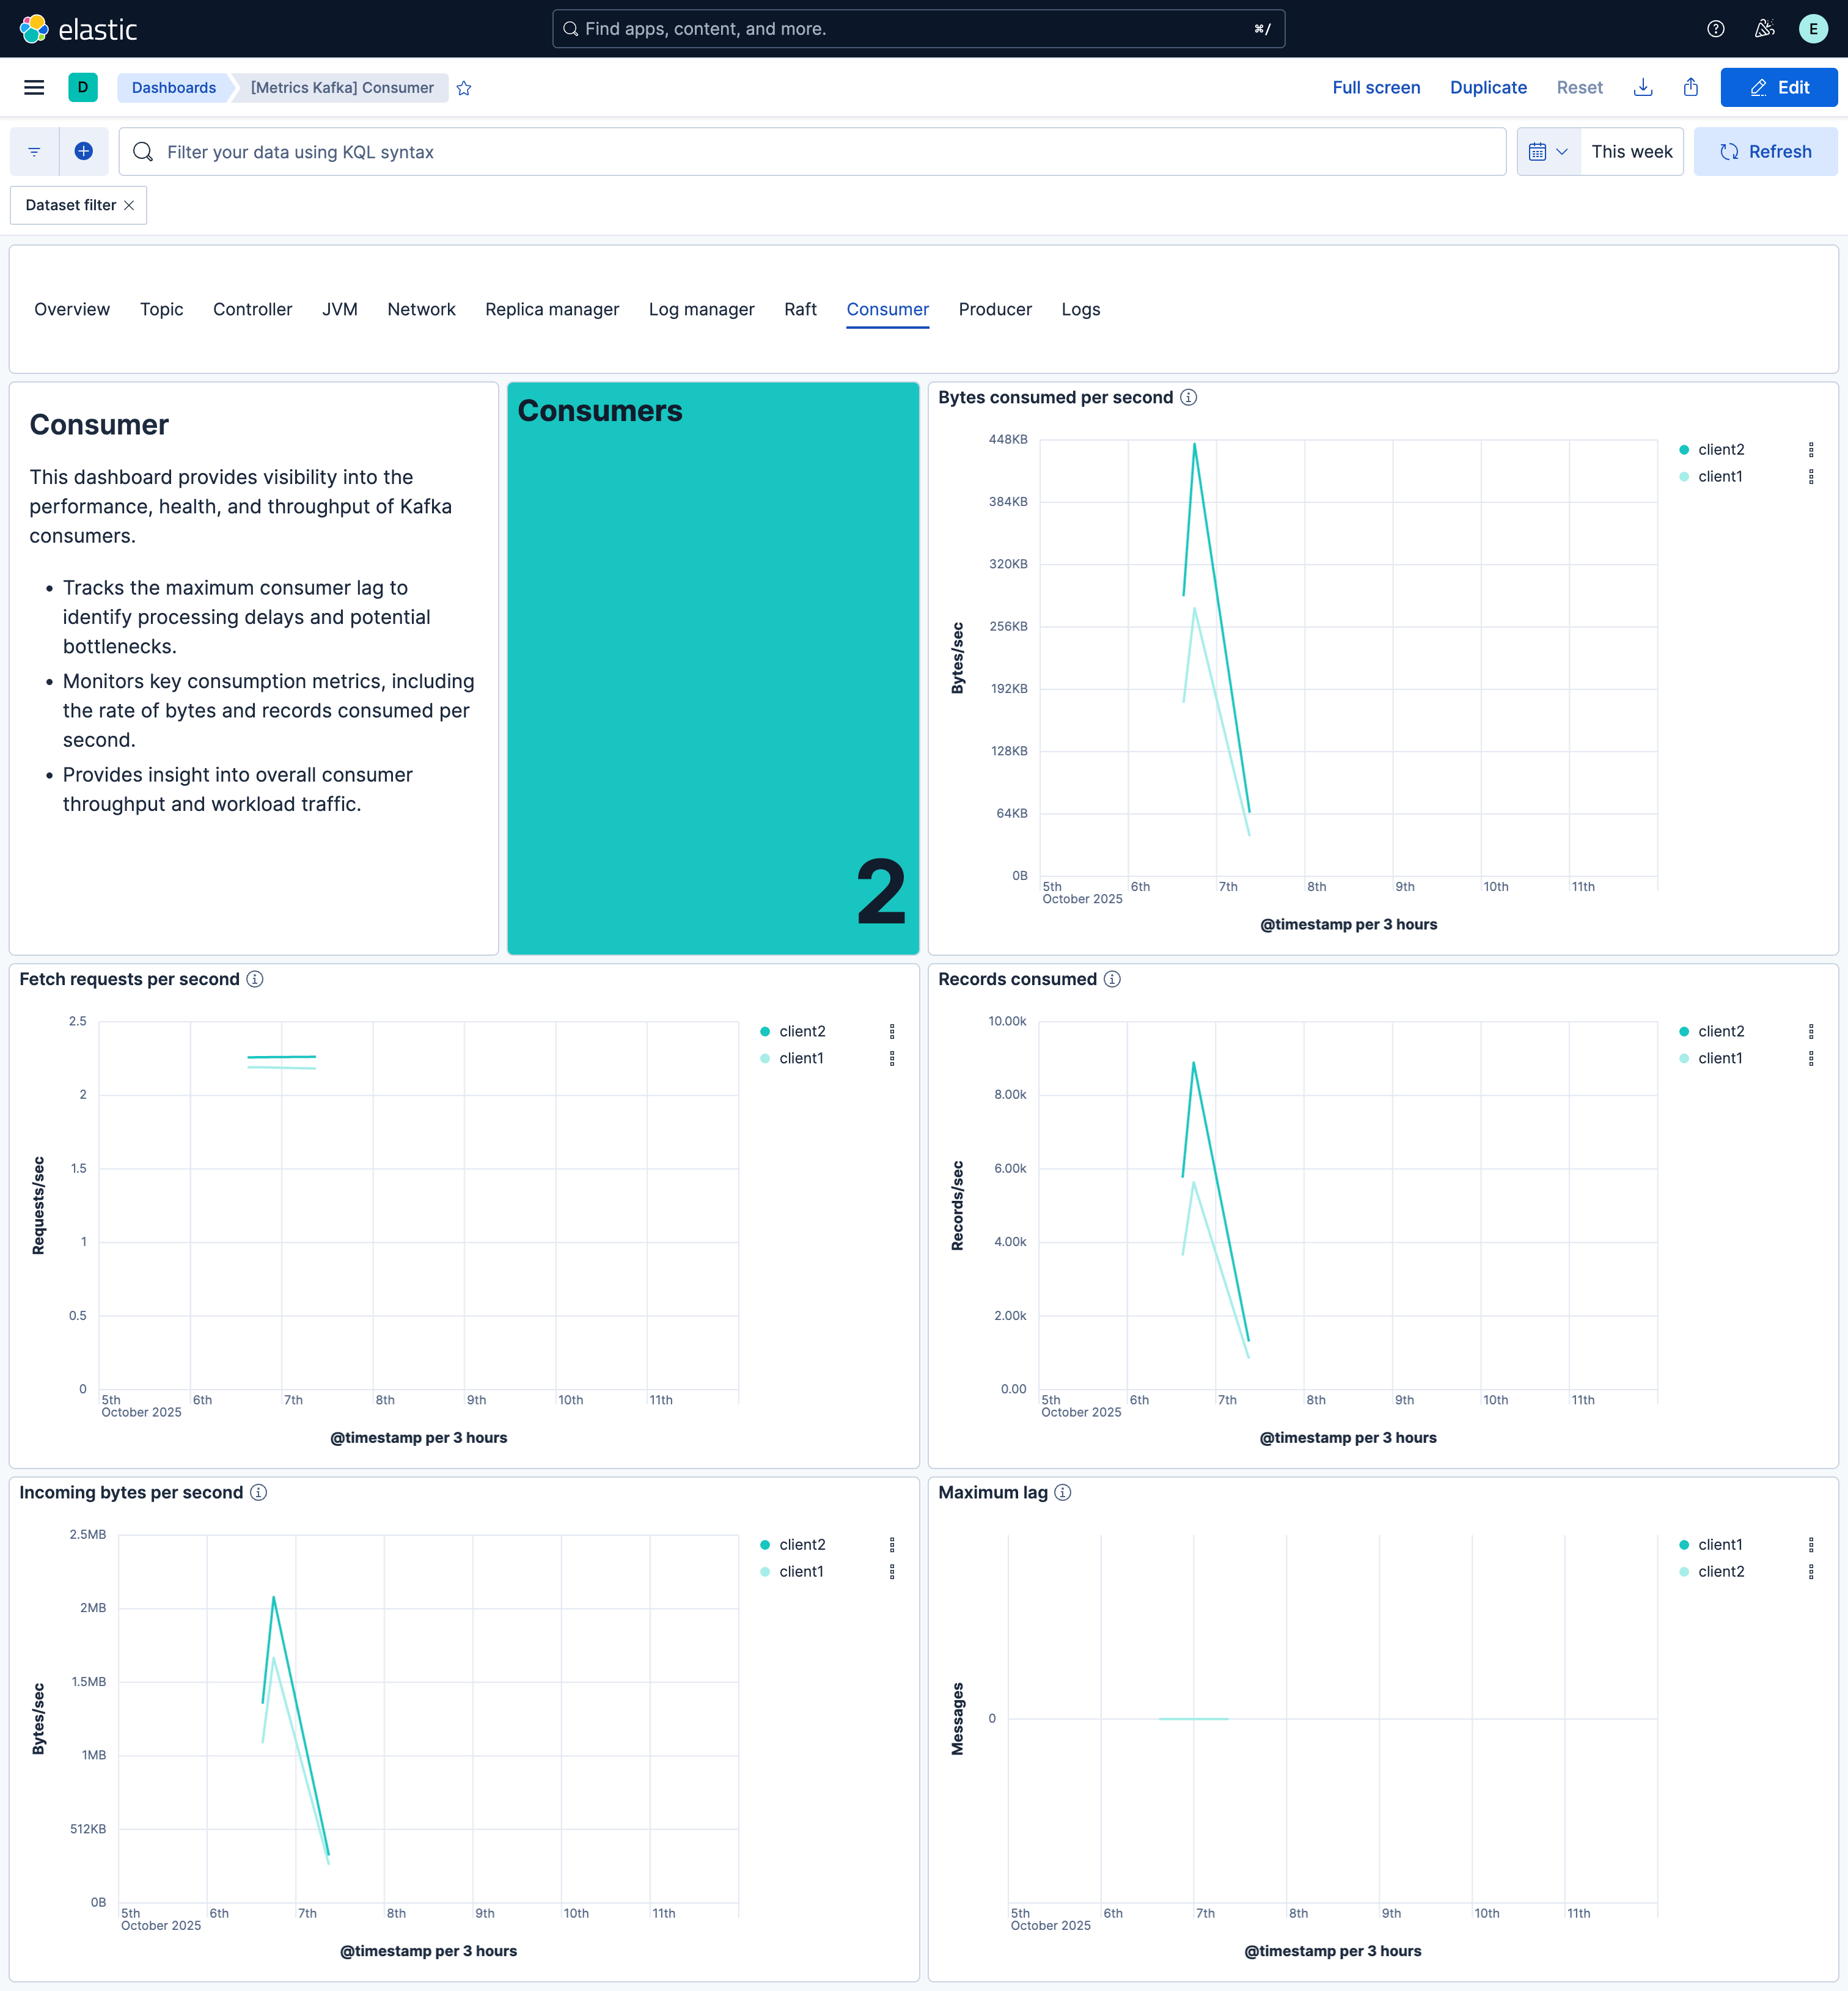 elastic
Find apps, content, and more.
⌘/
E
D
Dashboards
[Metrics Kafka] Consumer
Full screen
Duplicate
Reset
Edit
Filter your data using KQL syntax
This week
Refresh
Dataset filter
Overview
Topic
Controller
JVM
Network
Replica manager
Log manager
Raft
Consumer
Producer
Logs
Consumer
This dashboard provides visibility into the
performance, health, and throughput of Kafka
consumers.
• Tracks the maximum consumer lag to
identify processing delays and potential
bottlenecks.
• Monitors key consumption metrics, including
the rate of bytes and records consumed per
second.
• Provides insight into overall consumer
throughput and workload traffic.
Consumers
2
Bytes consumed per second
448KB
384KB
320KB
256KB
192KB
128KB
64KB
0B
Bytes/sec
5th
October 2025
6th
7th
8th
9th
10th
11th
@timestamp per 3 hours
client2
client1
Fetch requests per second
2.5
2
1.5
1
0.5
0
Requests/sec
5th
October 2025
6th
7th
8th
9th
10th
11th
@timestamp per 3 hours
client2
client1
Records consumed
10.00k
8.00k
6.00k
4.00k
2.00k
0.00
Records/sec
5th
October 2025
6th
7th
8th
9th
10th
11th
@timestamp per 3 hours
client2
client1
Incoming bytes per second
2.5MB
2MB
1.5MB
1MB
512KB
0B
Bytes/sec
5th
October 2025
6th
7th
8th
9th
10th
11th
@timestamp per 3 hours
client2
client1
Maximum lag
0
Messages
5th
October 2025
6th
7th
8th
9th
10th
11th
@timestamp per 3 hours
client1
client2